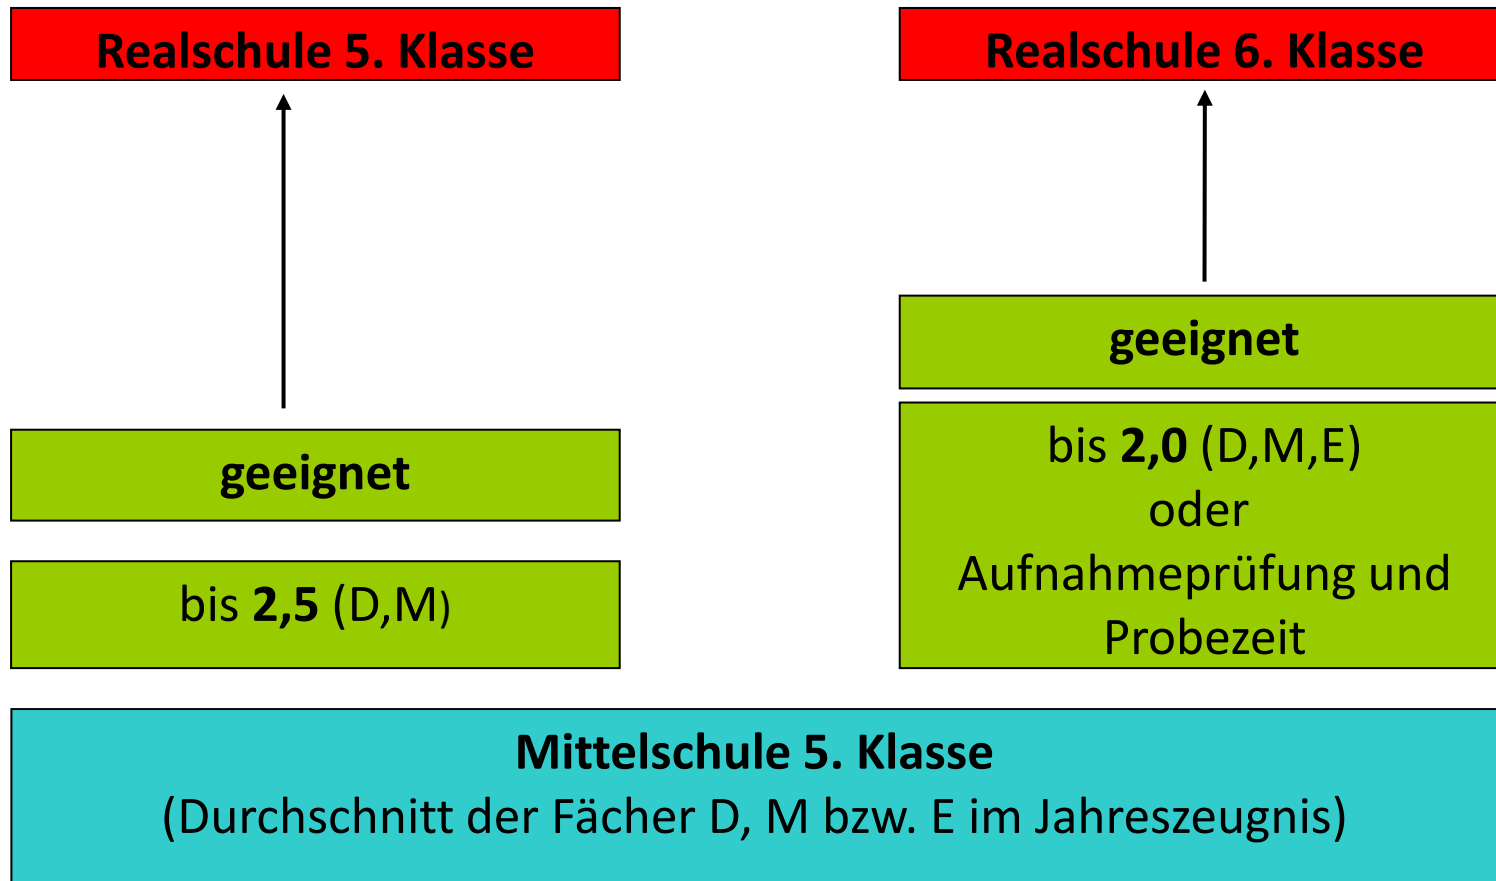 Realschule 5. Klasse
Realschule 6. Klasse
geeignet
bis 2,5 (D,M)
geeignet
bis 2,0 (D,M,E)
oder
Aufnahmeprüfung und
Probezeit
Mittelschule 5. Klasse
(Durchschnitt der Fächer D, M bzw. E im Jahreszeugnis)